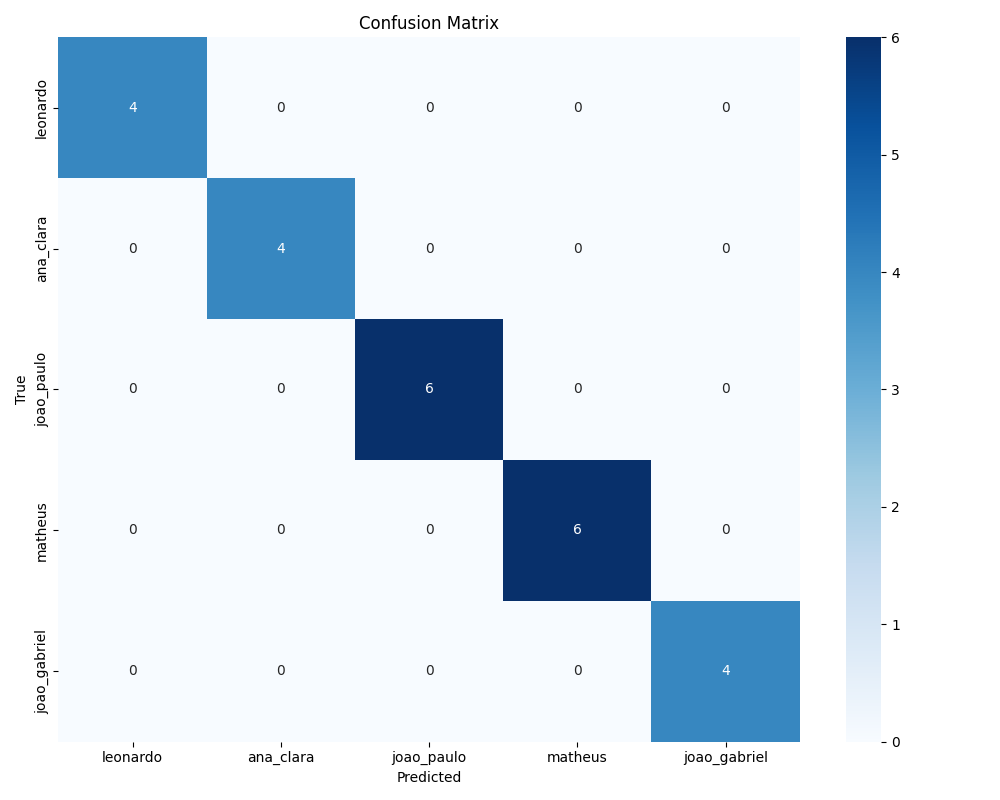 Confusion Matrix
leonardo 4 0 0 0 0
ana_clara 0 4 0 0 0
joao_paulo 0 0 6 0 0
matheus 0 0 0 6 0
joao_gabriel 0 0 0 0 4
True
leonardo ana_clara joao_paulo matheus joao_gabriel
Predicted
6
5
4
3
2
1
0